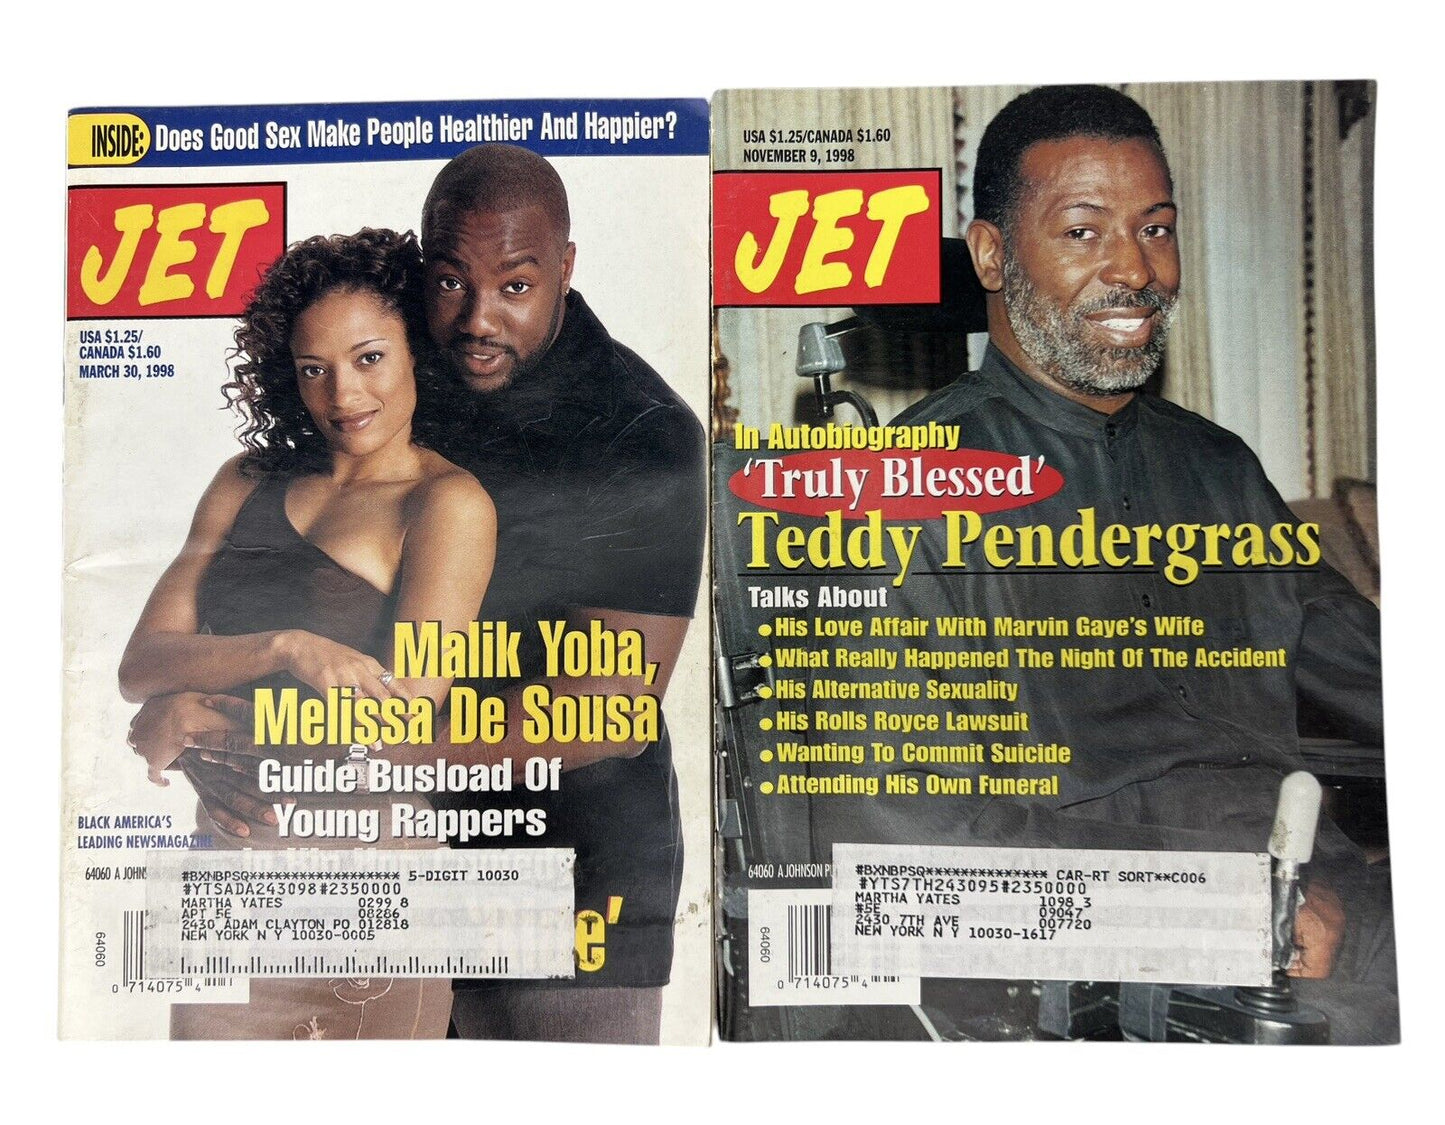 INSIDE: Does Good Sex Make People Healthier And Happier?
JET
USA $1.25/
CANADA $1.60
MARCH 30, 1998
Malik Yoba,
Melissa De Sousa
Guide Busload Of
Young Rappers
BLACK AMERICA'S
LEADING NEWSMAGAZINE
64060 A JOHN
#BXNBPSQ******************* 5-DIGIT 10030
#YTSADA243098#2350000
MARTHA YATES 0299 8
APT 5E 08286
2430 ADAM CLAYTON PO 012818
NEW YORK N Y 10030-0005
e'
64060
0 714075 4
USA $1.25/CANADA $1.60
NOVEMBER 9, 1998
JET
In Autobiography
'Truly Blessed'
Teddy Pendergrass
Talks About
•His Love Affair With Marvin Gaye's Wife
•What Really Happened The Night Of The Accident
•His Alternative Sexuality
•His Rolls Royce Lawsuit
•Wanting To Commit Suicide
•Attending His Own Funeral
64060 A JOHNSON P
#BXNBPSQ************** CAR-RT SORT**C006
#YTS7TH243095#2350000
MARTHA YATES 1098 3
#5E 09047
2430 7TH AVE 007720
NEW YORK N Y 10030-1617
64060
0 714075 4